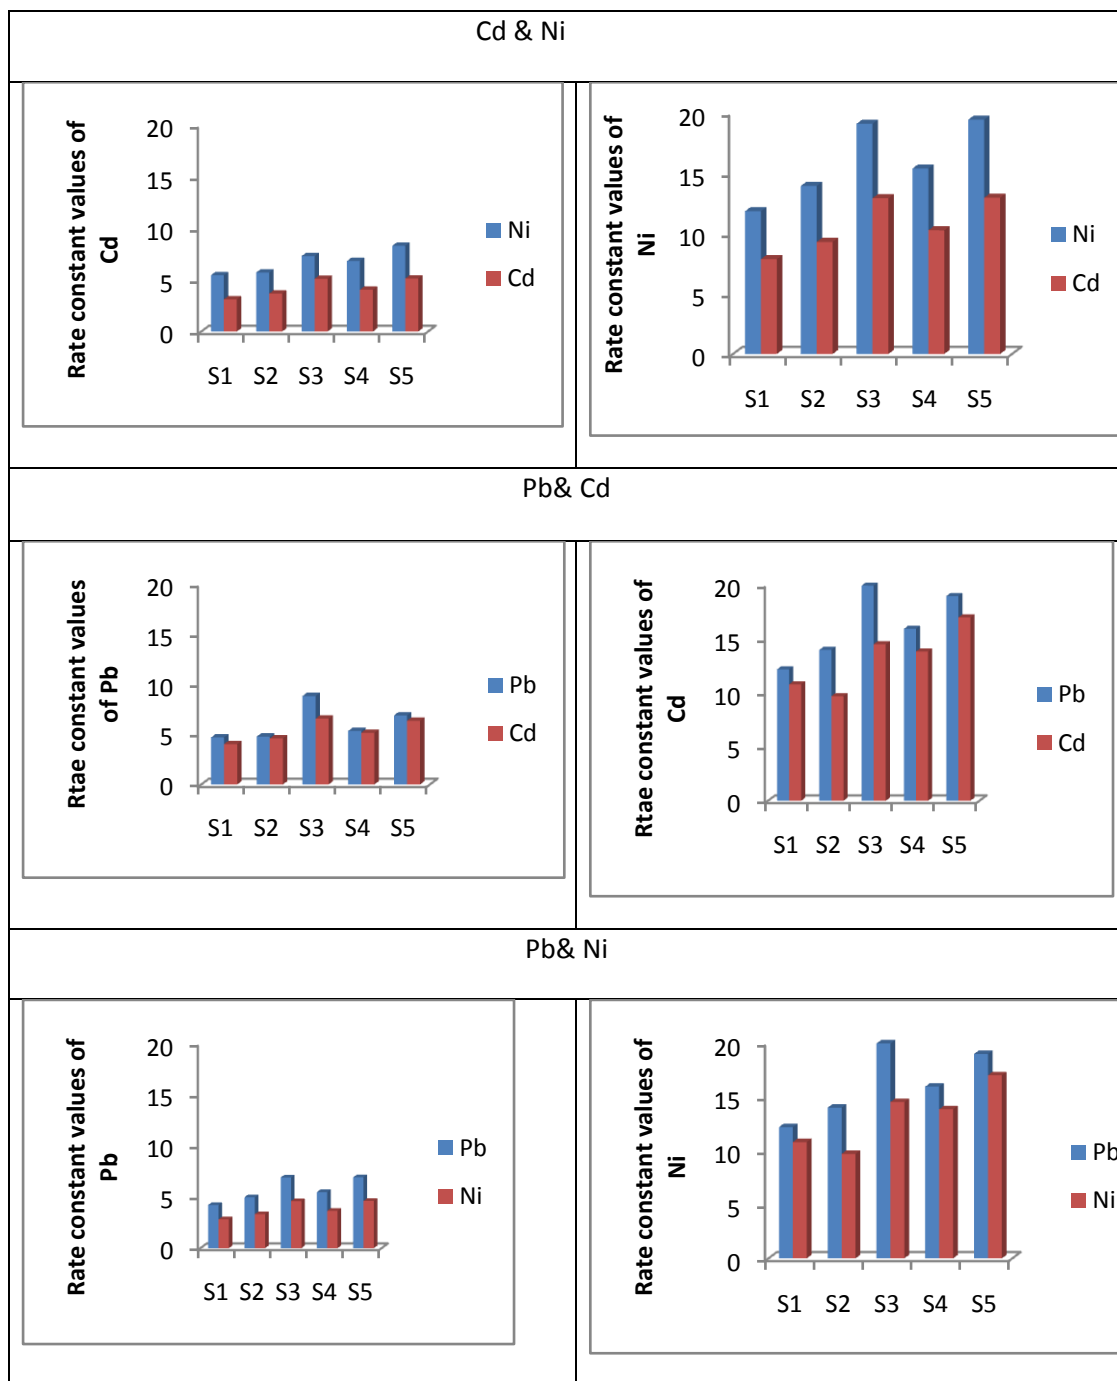 Cd & Ni
Rate constant values of
Cd
20
15
10
5
0
S1 S2 S3 S4 S5
Ni
Cd
Rate constant values of
Ni
20
15
10
5
0
S1 S2 S3 S4 S5
Ni
Cd
Pb& Cd
Rtae constant values
of Pb
20
15
10
5
0
S1 S2 S3 S4 S5
Pb
Cd
Rtae constant values of
Cd
20
15
10
5
0
S1 S2 S3 S4 S5
Pb
Cd
Pb& Ni
Rate constant values of
Pb
20
15
10
5
0
S1 S2 S3 S4 S5
Pb
Ni
Rate constant values of
Ni
20
15
10
5
0
S1 S2 S3 S4 S5
Pb
Ni